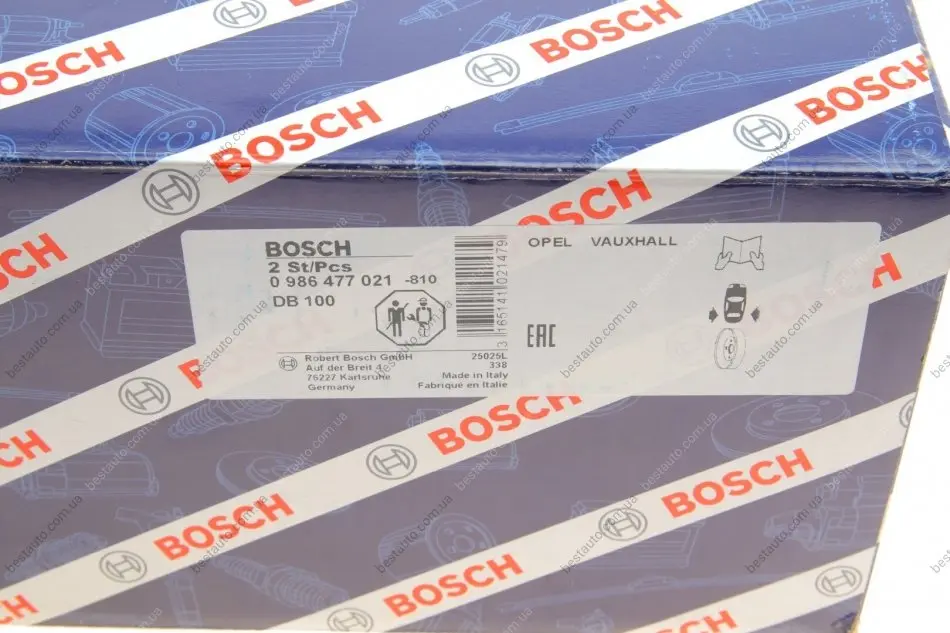 BOSCH
BOSCH
BOSCH
BOSCH
BOSCH
BOSCH
BOSCH
2 St/Pcs
0 986 477 021 -810
DB 100
3 165141 021479
OPEL VAUXHALL
EAC
Robert Bosch GmbH
Auf der Breit 4
76227 Karlsruhe
Germany
25025L
338
Made in Italy
Fabriqué en Italie
BOSCH
BOSCH
BOSCH
BOSCH
bestauto.com.ua